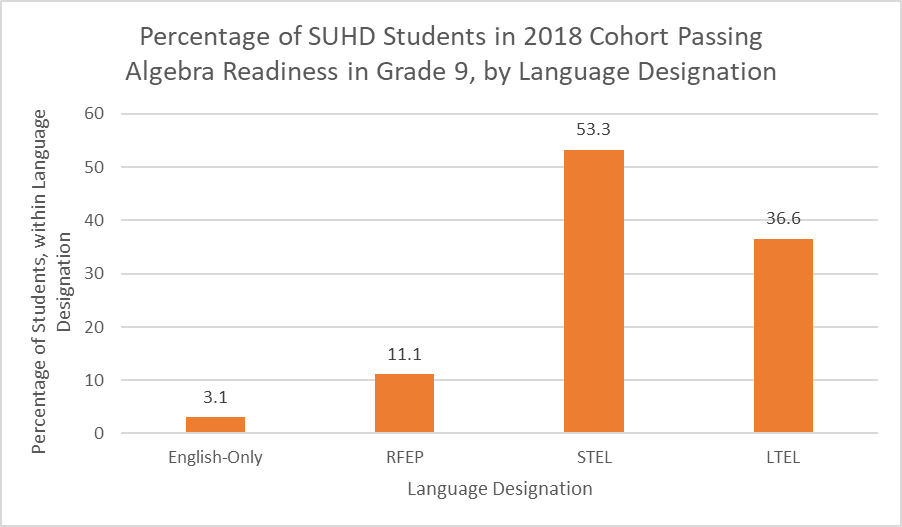 Percentage of SUHD Students in 2018 Cohort Passing
Algebra Readiness in Grade 9, by Language Designation
Percentage of Students, within Language
Designation
60
50
40
30
20
10
0
3.1
11.1
53.3
36.6
English-Only
RFEP
STEL
LTEL
Language Designation